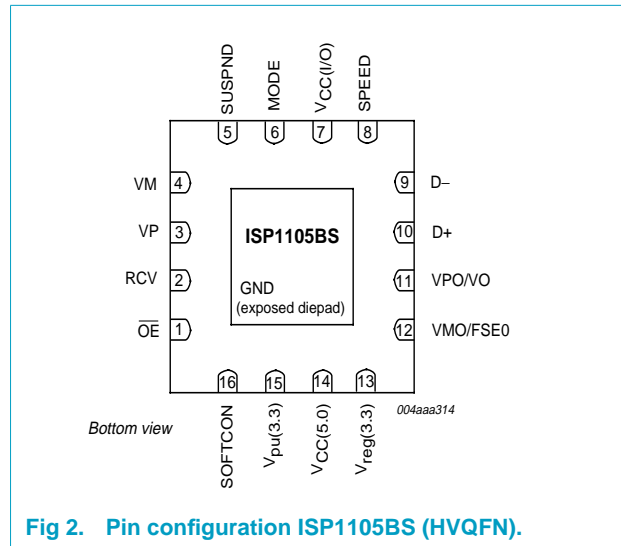 SUSPND
MODE
VCC(I/O)
SPEED
5
6
7
8
VM 4
9 D–
VP 3
10 D+
RCV 2
11 VPO/VO
OE 1
12 VMO/FSE0
ISP1105BS
GND
(exposed diepad)
16
15
14
13
SOFTCON
Vpu(3.3)
VCC(5.0)
Vreg(3.3)
004aaa314
Bottom view
Fig 2. Pin configuration ISP1105BS (HVQFN).